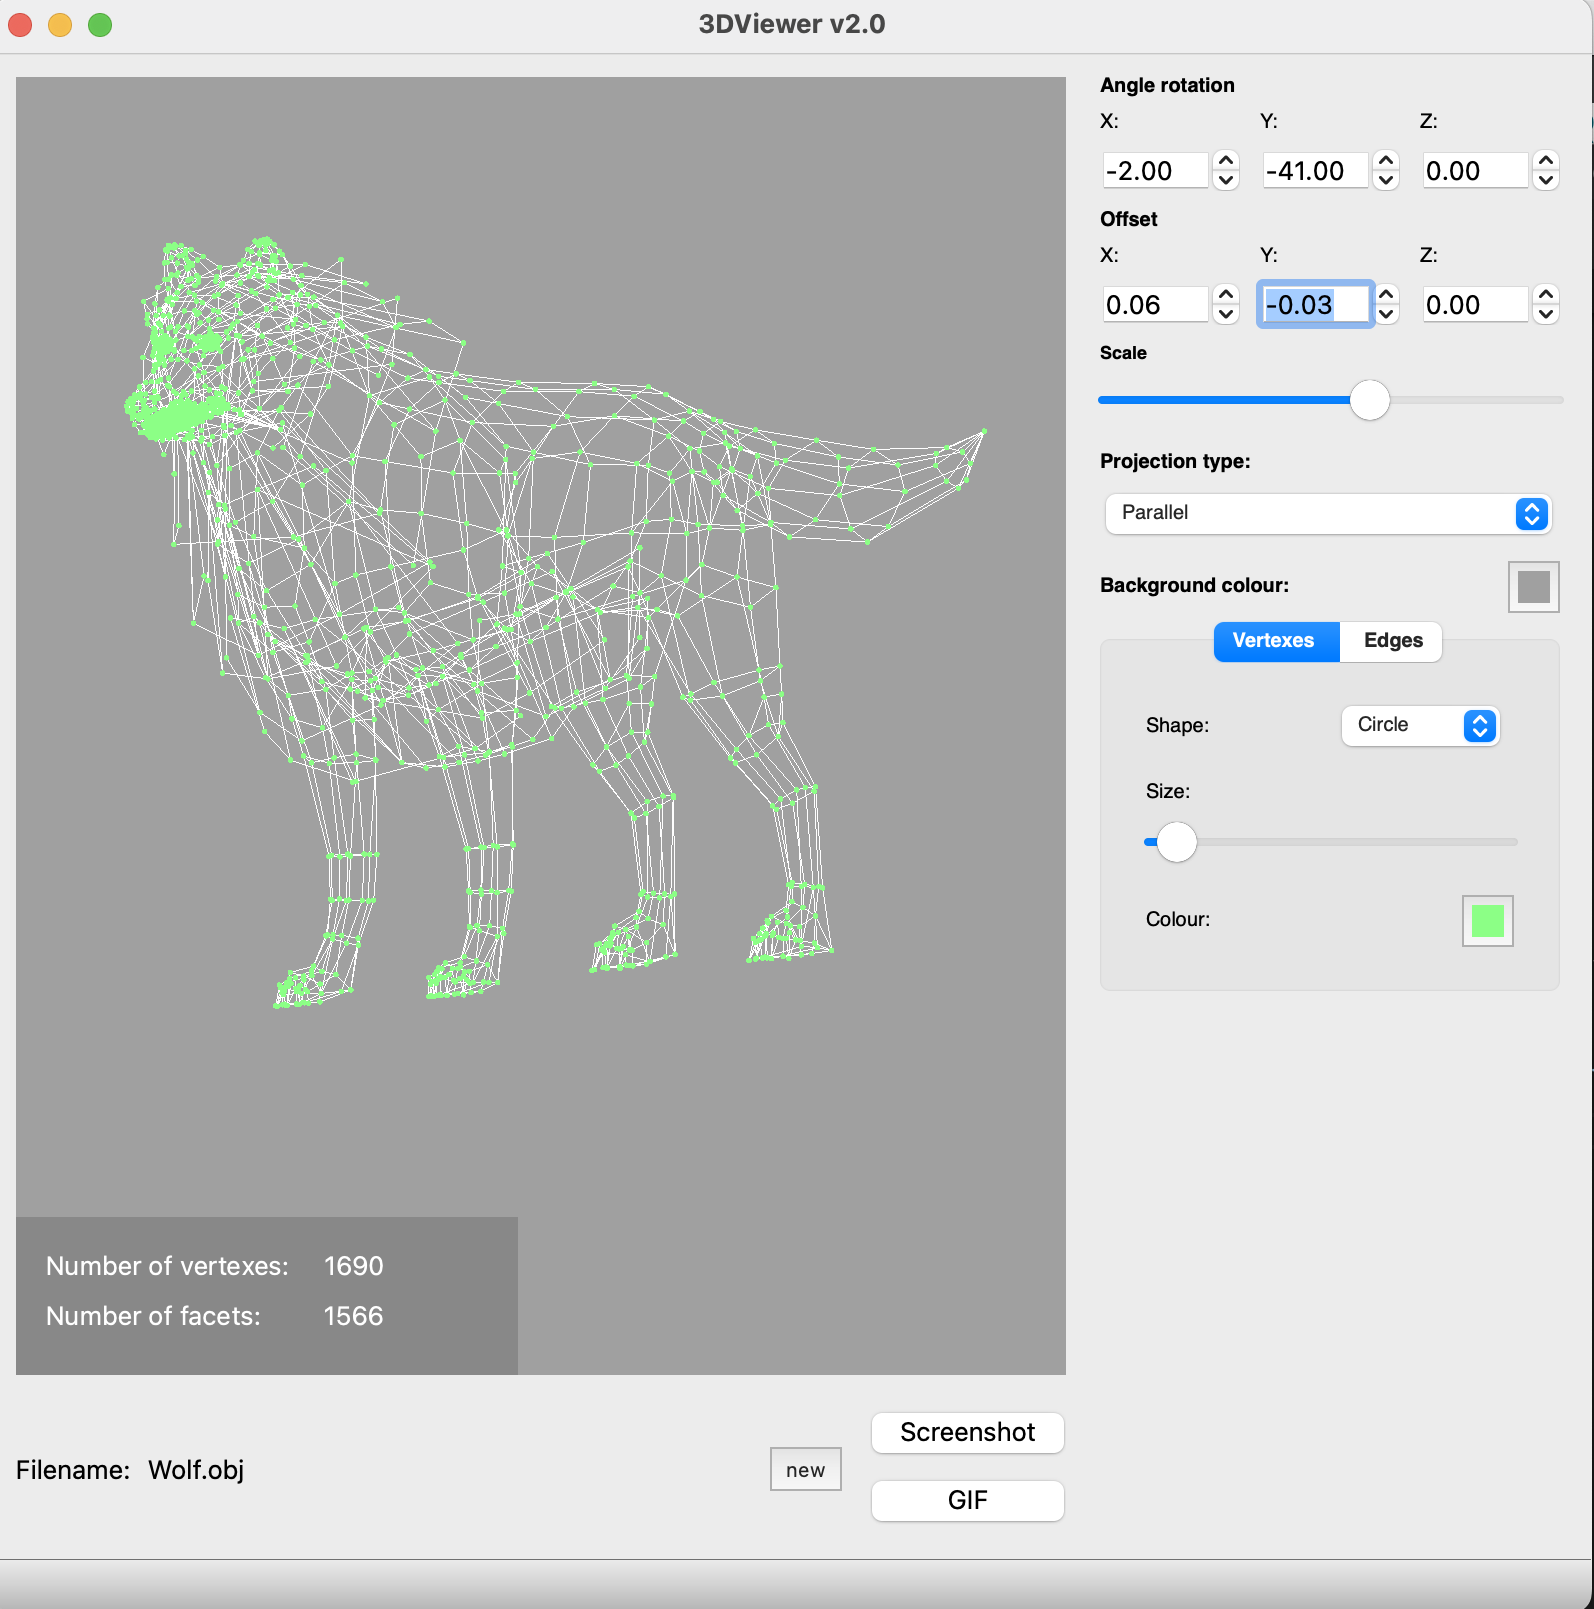 3DViewer v2.0
Angle rotation
X: Y: Z:
-2.00 -41.00 0.00
Offset
X: Y: Z:
0.06 -0.03 0.00
Scale
Projection type:
Parallel
Background colour:
Vertexes Edges
Shape: Circle
Size:
Colour:
Number of vertexes: 1690
Number of facets: 1566
Filename: Wolf.obj
new
Screenshot
GIF